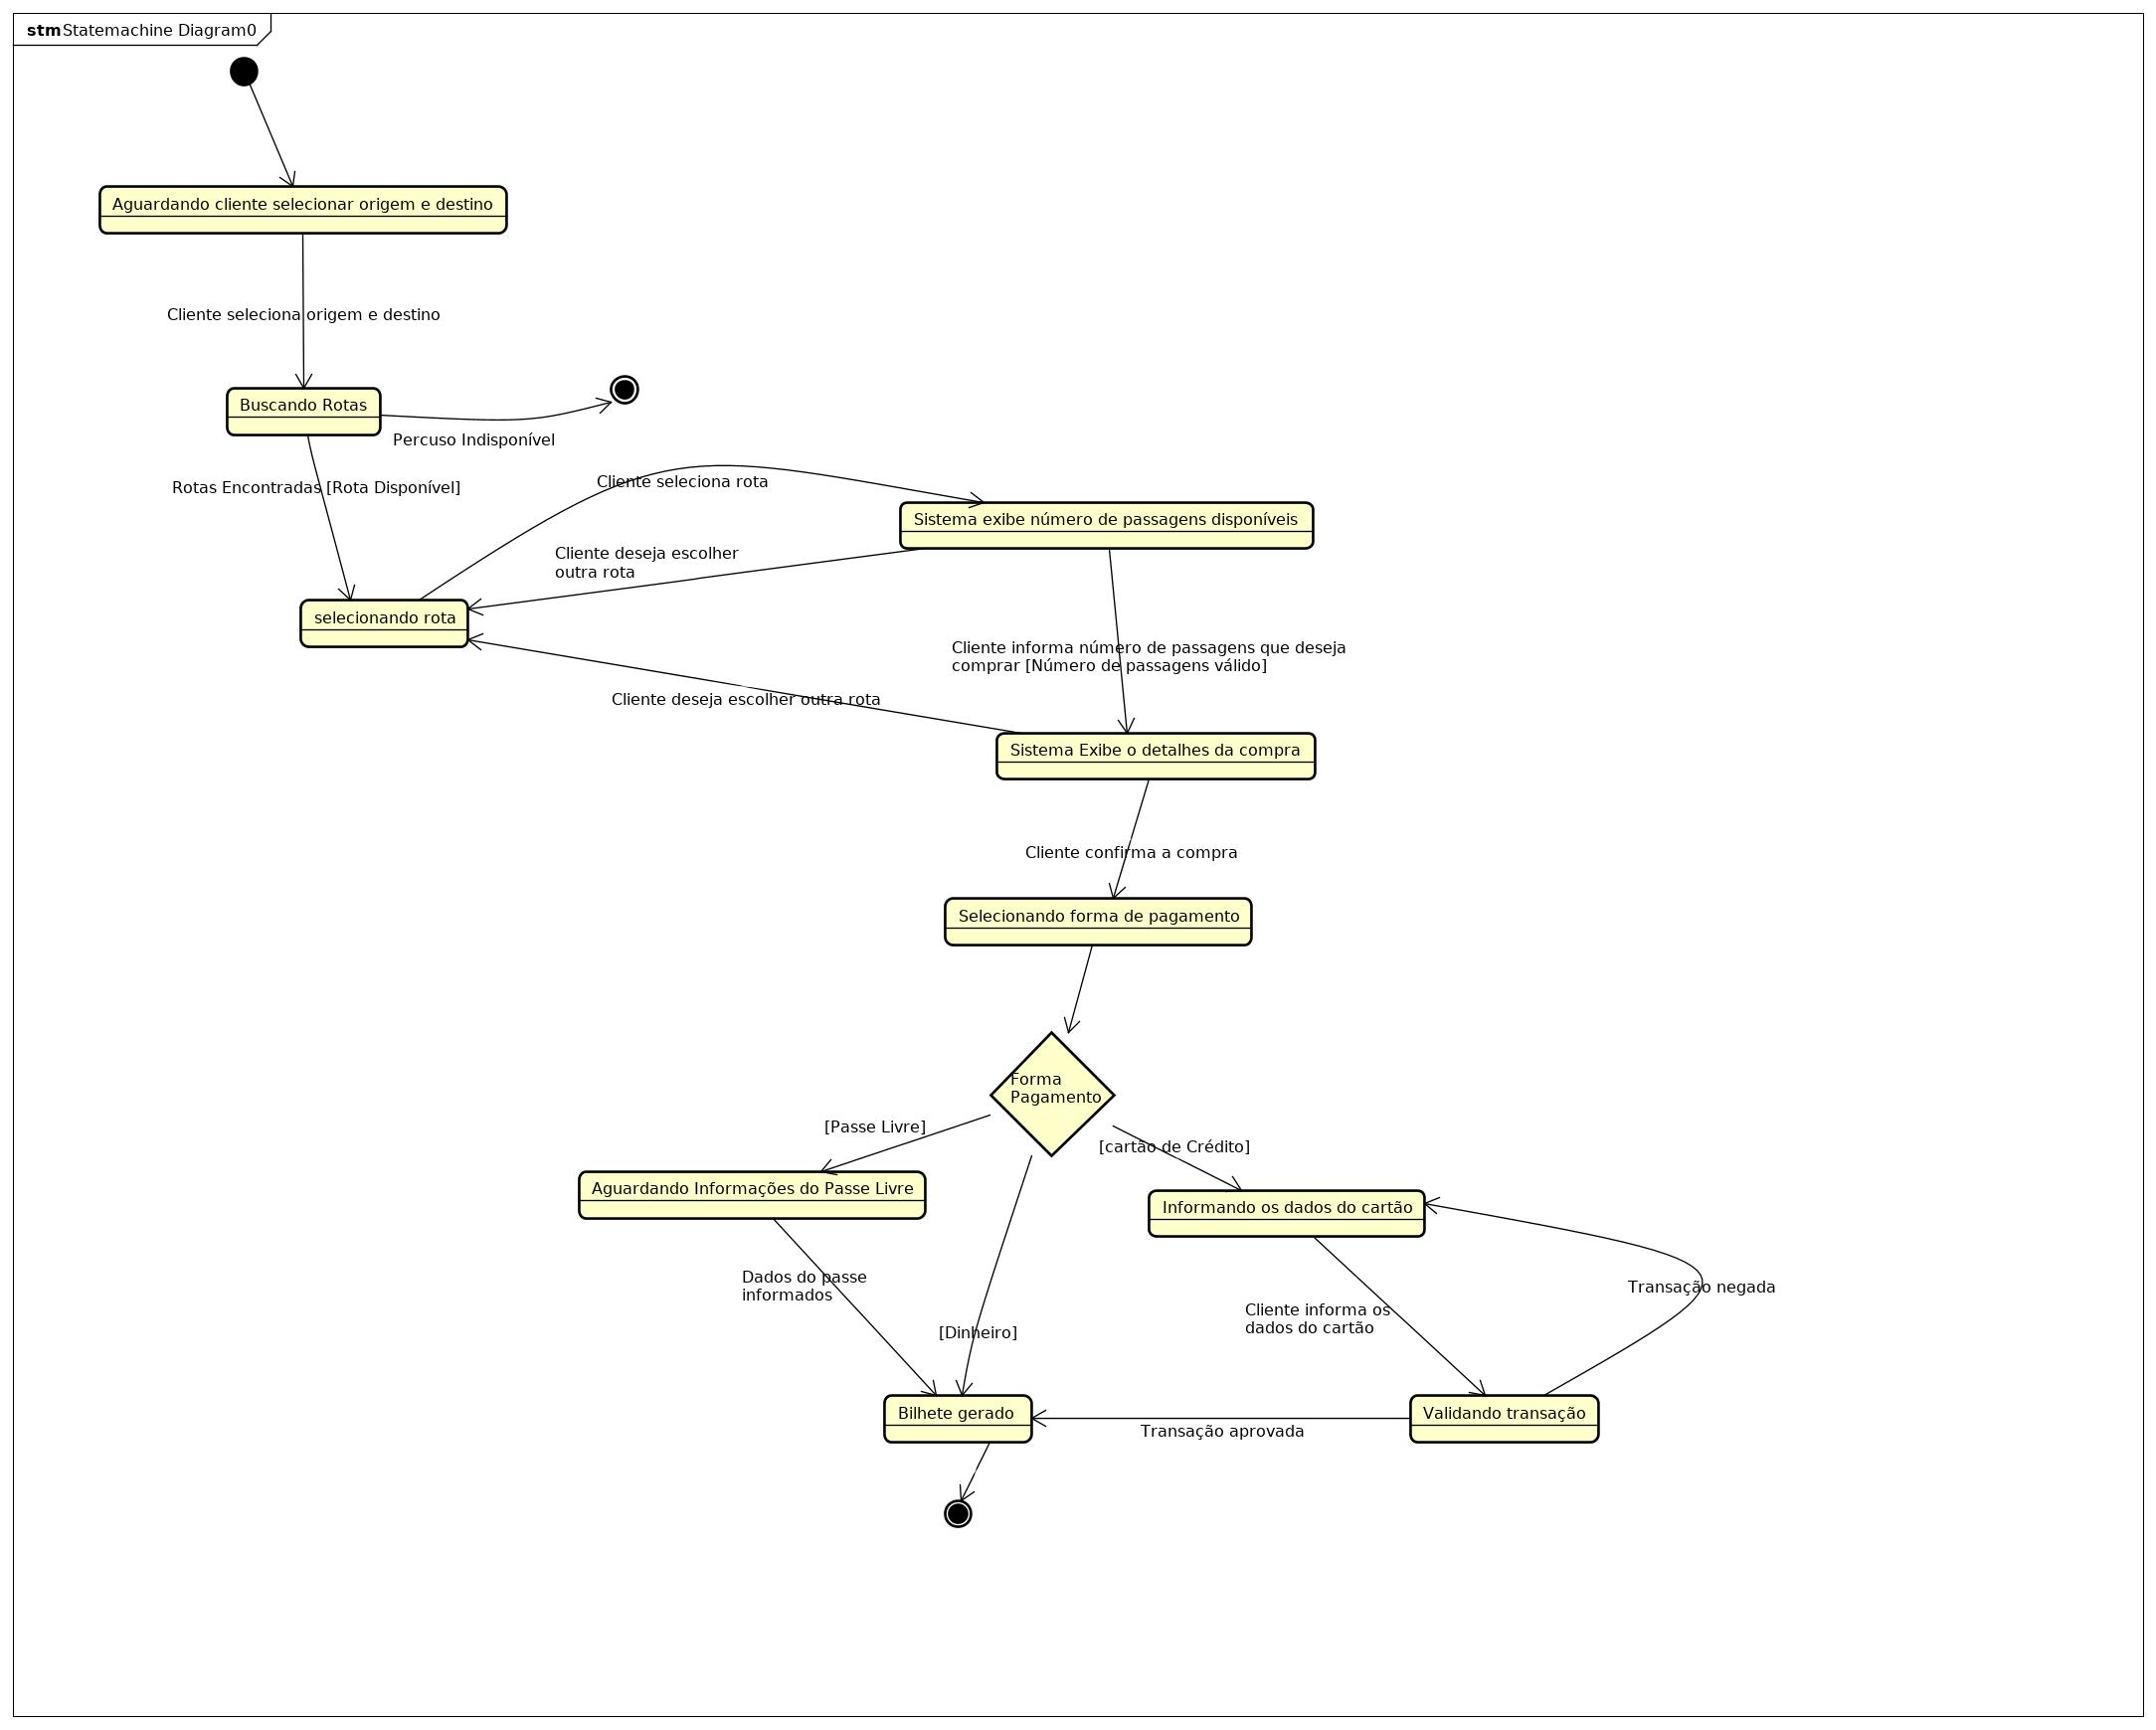 stm Statemachine Diagram0
Aguardando cliente selecionar origem e destino
Cliente seleciona origem e destino
Buscando Rotas
Percuso Indisponível
Rotas Encontradas [Rota Disponível]
Cliente seleciona rota
Sistema exibe número de passagens disponíveis
Cliente deseja escolher
outra rota
selecionando rota
Cliente informa número de passagens que deseja
comprar [Número de passagens válido]
Cliente deseja escolher outra rota
Sistema Exibe o detalhes da compra
Cliente confirma a compra
Selecionando forma de pagamento
Forma
Pagamento
[Passe Livre]
[cartão de Crédito]
Aguardando Informações do Passe Livre
Informando os dados do cartão
Dados do passe
informados
Transação negada
Cliente informa os
dados do cartão
[Dinheiro]
Bilhete gerado
Validando transação
Transação aprovada